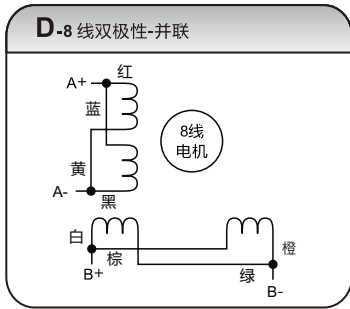 D-8 线双极性-并联
A+
红
蓝
8线
电机
黄
A-
黑
白
棕
橙
B+
绿
B-